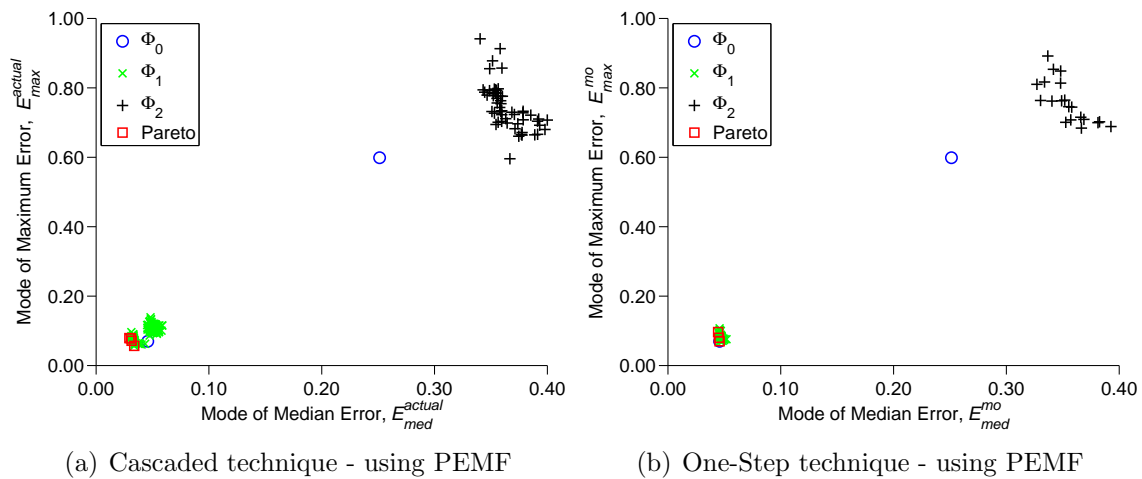 Φ0
Φ1
Φ2
Pareto
1.00
0.80
0.60
0.40
0.20
0.00
Mode of Maximum Error, E_max^actual
0.00 0.10 0.20 0.30 0.40
Mode of Median Error, E_med^actual
(a) Cascaded technique - using PEMF
Φ0
Φ1
Φ2
Pareto
1.00
0.80
0.60
0.40
0.20
0.00
Mode of Maximum Error, E_max^mo
0.00 0.10 0.20 0.30 0.40
Mode of Median Error, E_med^mo
(b) One-Step technique - using PEMF